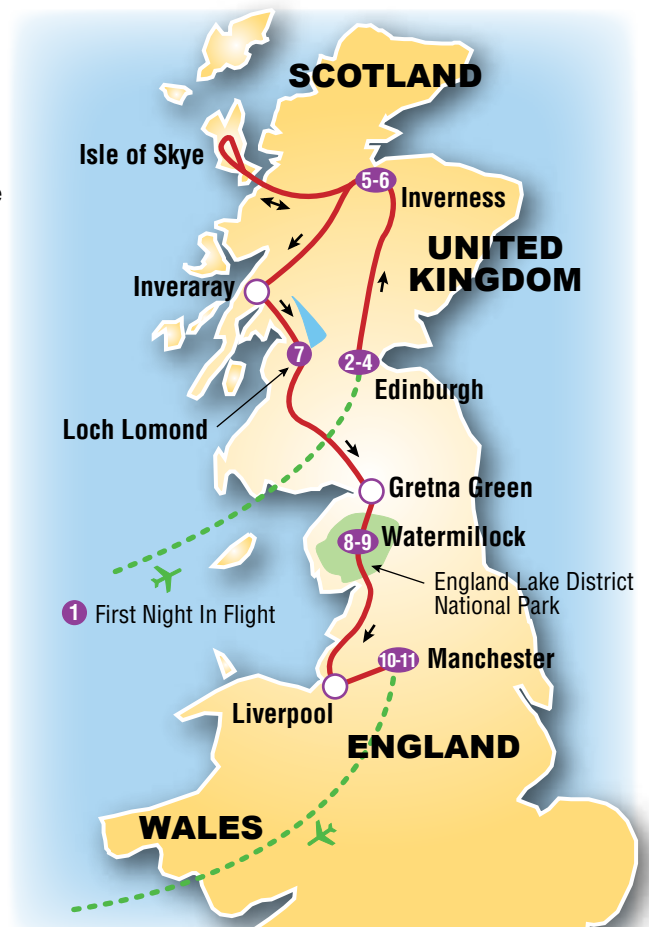 SCOTLAND
Isle of Skye
5-6
Inverness
UNITED
KINGDOM
Inveraray
7
2-4
Edinburgh
Loch Lomond
Gretna Green
8-9
Watermillock
England Lake District
National Park
1 First Night In Flight
10-11
Manchester
Liverpool
ENGLAND
WALES
e